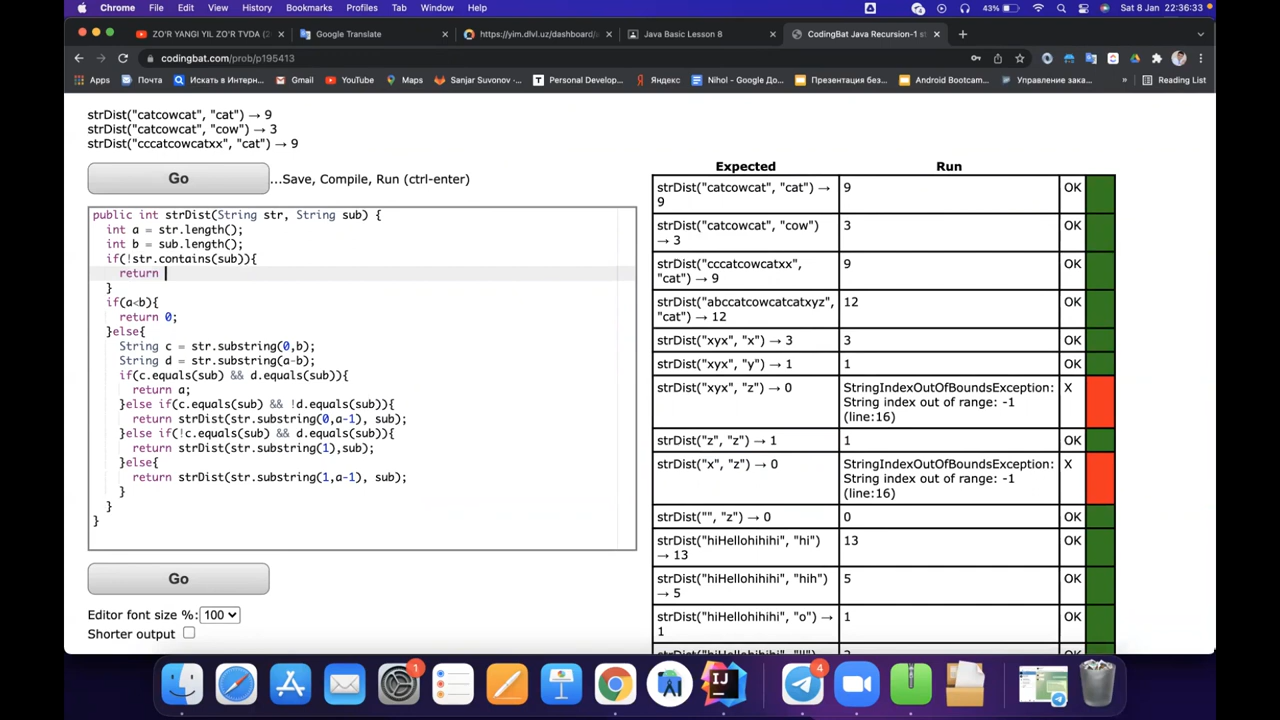 Chrome File Edit View History Bookmarks Profiles Tab Window Help 43% Sat 8 Jan 22:36:33
ZO'R YANGI YIL ZO'R TVDA (2 Google Translate https://yim.dlvl.uz/dashboard/a Java Basic Lesson 8 CodingBat Java Recursion-1 st
codingbat.com/prob/p195413
Apps Почта Искать в Интерн... Gmail YouTube Maps Sanjar Suvonov -... Personal Develop... Яндекс Nihol - Google До... Презентация без... Android Bootcam... Управление зака... » Reading List
strDist("catcowcat", "cat") → 9
strDist("catcowcat", "cow") → 3
strDist("cccatcowcatxx", "cat") → 9
Go ...Save, Compile, Run (ctrl-enter)
public int strDist(String str, String sub) {
int a = str.length();
int b = sub.length();
if(!str.contains(sub)){
return
}
if(a<b){
return 0;
}else{
String c = str.substring(0,b);
String d = str.substring(a-b);
if(c.equals(sub) && d.equals(sub)){
return a;
}else if(c.equals(sub) && !d.equals(sub)){
return strDist(str.substring(0,a-1), sub);
}else if(!c.equals(sub) && d.equals(sub)){
return strDist(str.substring(1),sub);
}else{
return strDist(str.substring(1,a-1), sub);
}
}
}
Go
Editor font size %: 100
Shorter output
Expected Run
strDist("catcowcat", "cat") → 9 OK
9
strDist("catcowcat", "cow") 3 OK
→ 3
strDist("cccatcowcatxx", 9 OK
"cat") → 9
strDist("abccatcowcatcatxyz", 12 OK
"cat") → 12
strDist("xyx", "x") → 3 3 OK
strDist("xyx", "y") → 1 1 OK
strDist("xyx", "z") → 0 StringIndexOutOfBoundsException: X
String index out of range: -1
(line:16)
strDist("z", "z") → 1 1 OK
strDist("x", "z") → 0 StringIndexOutOfBoundsException: X
String index out of range: -1
(line:16)
strDist("", "z") → 0 0 OK
strDist("hiHellohihihi", "hi") 13 OK
→ 13
strDist("hiHellohihihi", "hih") 5 OK
→ 5
strDist("hiHellohihihi", "o") → 1 OK
1
1
4